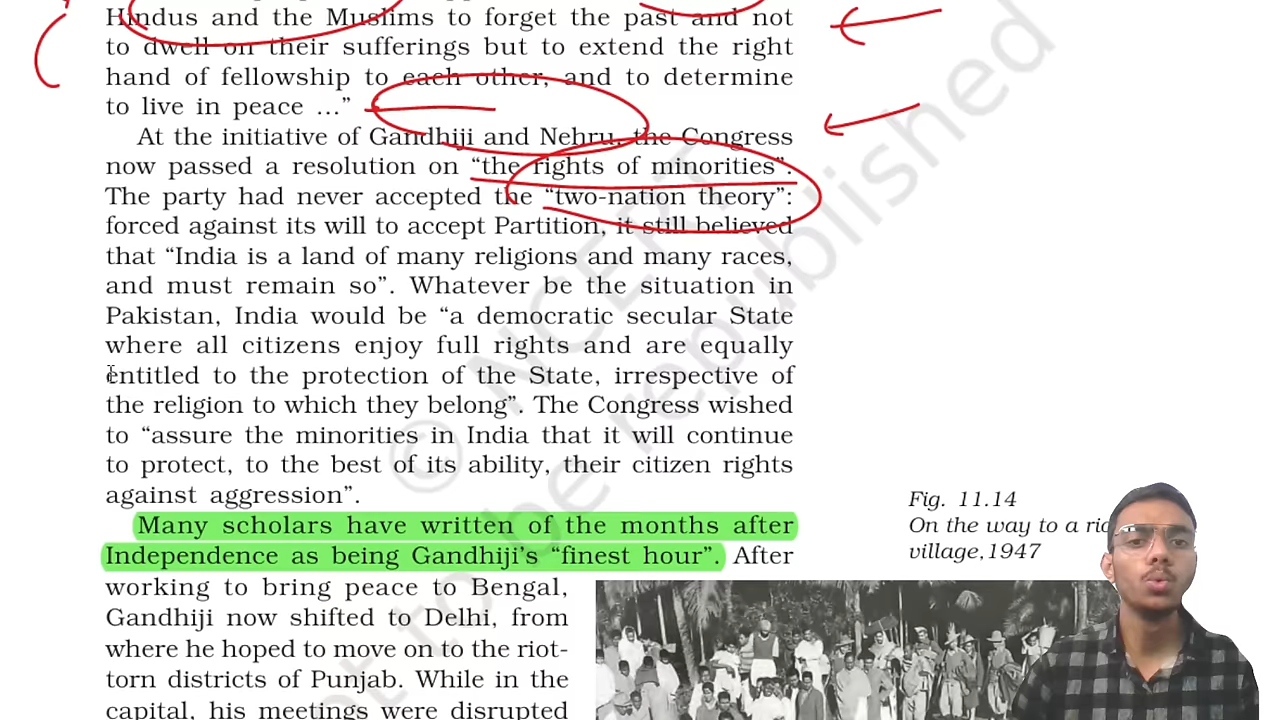 Hindus and the Muslims to forget the past and not
to dwell on their sufferings but to extend the right
hand of fellowship to each other, and to determine
to live in peace …”
At the initiative of Gandhiji and Nehru, the Congress
now passed a resolution on “the rights of minorities”.
The party had never accepted the “two-nation theory”:
forced against its will to accept Partition, it still believed
that “India is a land of many religions and many races,
and must remain so”. Whatever be the situation in
Pakistan, India would be “a democratic secular State
where all citizens enjoy full rights and are equally
entitled to the protection of the State, irrespective of
the religion to which they belong”. The Congress wished
to “assure the minorities in India that it will continue
to protect, to the best of its ability, their citizen rights
against aggression”.
Many scholars have written of the months after
Independence as being Gandhiji’s “finest hour”. After
working to bring peace to Bengal,
Gandhiji now shifted to Delhi, from
where he hoped to move on to the riot-
torn districts of Punjab. While in the
capital, his meetings were disrupted
Fig. 11.14
On the way to a
village,1947
© NCERT
not to be republished